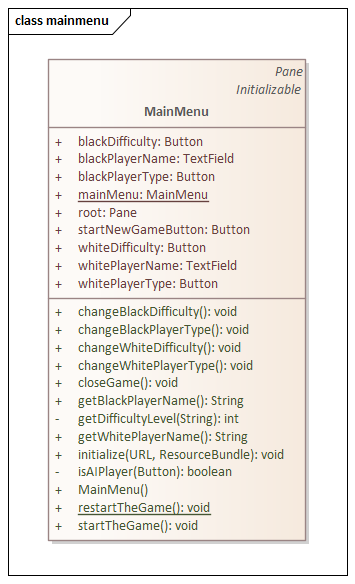 class mainmenu
Pane
Initializable
MainMenu
+ blackDifficulty: Button
+ blackPlayerName: TextField
+ blackPlayerType: Button
+ mainMenu: MainMenu
+ root: Pane
+ startNewGameButton: Button
+ whiteDifficulty: Button
+ whitePlayerName: TextField
+ whitePlayerType: Button
+ changeBlackDifficulty(): void
+ changeBlackPlayerType(): void
+ changeWhiteDifficulty(): void
+ changeWhitePlayerType(): void
+ closeGame(): void
+ getBlackPlayerName(): String
- getDifficultyLevel(String): int
+ getWhitePlayerName(): String
+ initialize(URL, ResourceBundle): void
- isAIPlayer(Button): boolean
+ MainMenu()
+ restartTheGame(): void
+ startTheGame(): void